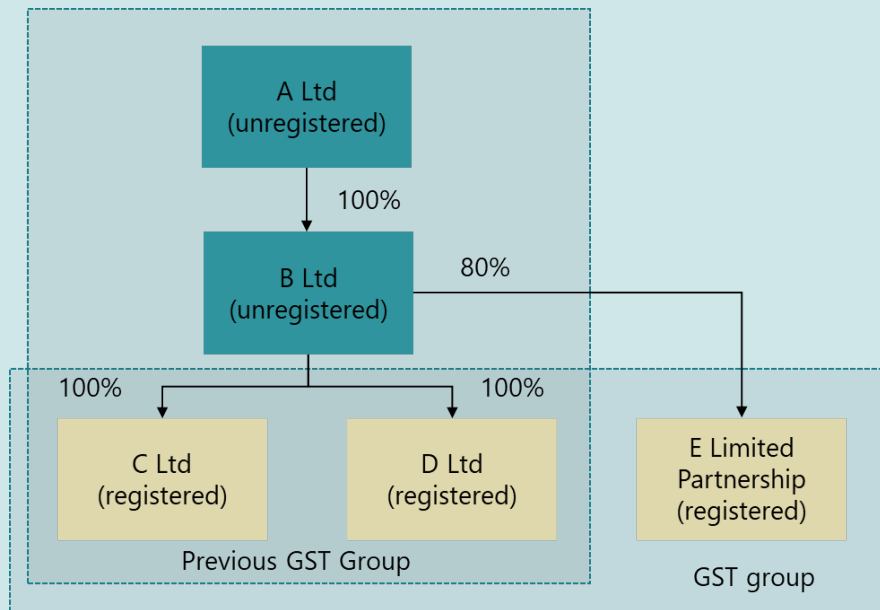 A Ltd
(unregistered)
100%
B Ltd
(unregistered)
80%
100%
100%
C Ltd
(registered)
D Ltd
(registered)
E Limited
Partnership
(registered)
Previous GST Group
GST group